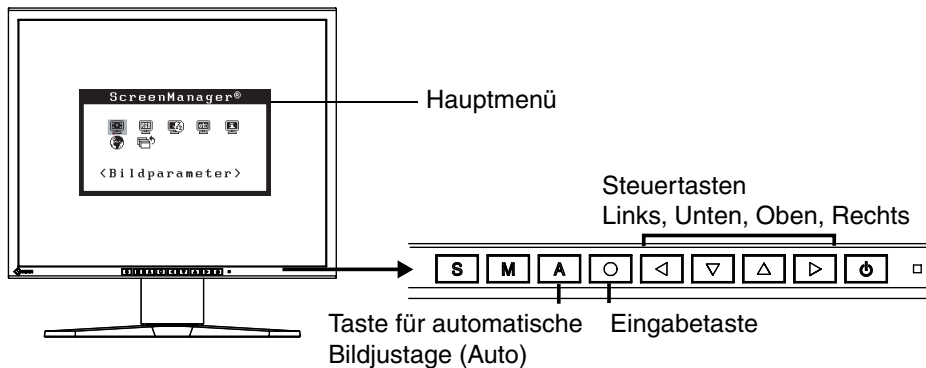 ScreenManager®
<Bildparameter>
Hauptmenü
Steuertasten
Links, Unten, Oben, Rechts
S M A
Taste für automatische
Bildjustage (Auto)
Eingabetaste